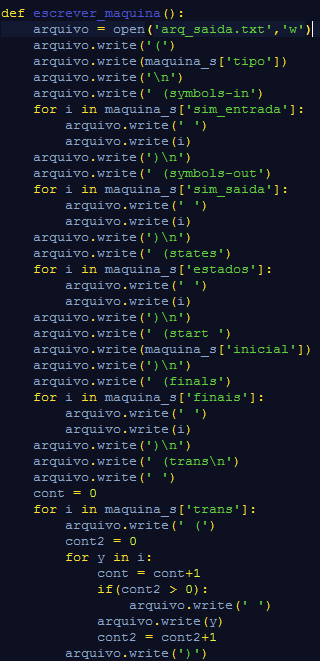 def escrever_maquina():
    arquivo = open('arq_saida.txt','w')
    arquivo.write('(')
    arquivo.write(maquina_s['tipo'])
    arquivo.write('\n')
    arquivo.write(' (symbols-in')
    for i in maquina_s['sim_entrada']:
        arquivo.write(' ')
        arquivo.write(i)
    arquivo.write(')\n')
    arquivo.write(' (symbols-out')
    for i in maquina_s['sim_saida']:
        arquivo.write(' ')
        arquivo.write(i)
    arquivo.write(')\n')
    arquivo.write(' (states')
    for i in maquina_s['estados']:
        arquivo.write(' ')
        arquivo.write(i)
    arquivo.write(')\n')
    arquivo.write(' (start ')
    arquivo.write(maquina_s['inicial'])
    arquivo.write(')\n')
    arquivo.write(' (finals')
    for i in maquina_s['finais']:
        arquivo.write(' ')
        arquivo.write(i)
    arquivo.write(')\n')
    arquivo.write(' (trans\n')
    arquivo.write(' ')
    cont = 0
    for i in maquina_s['trans']:
        arquivo.write(' (')
        cont2 = 0
        for y in i:
            cont = cont+1
            if(cont2 > 0):
                arquivo.write(' ')
            arquivo.write(y)
            cont2 = cont2+1
        arquivo.write(')')